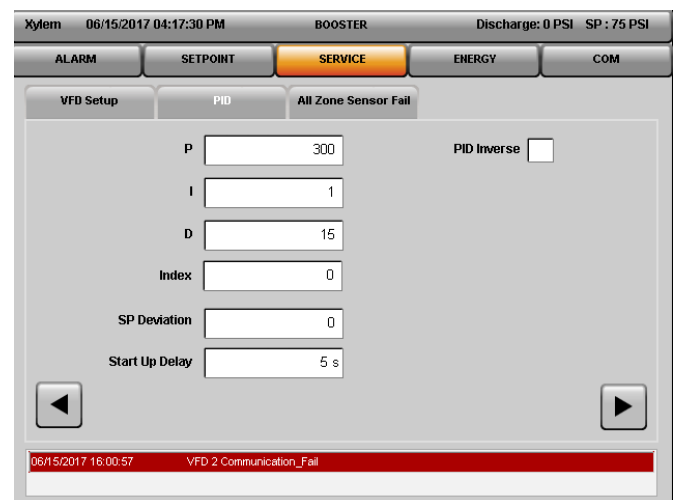 Xylem 06/15/2017 04:17:30 PM BOOSTER Discharge: 0 PSI SP : 75 PSI
ALARM SETPOINT SERVICE ENERGY COM
VFD Setup PID All Zone Sensor Fail
P 300 PID Inverse
I 1
D 15
Index 0
SP Deviation 0
Start Up Delay 5 s
06/15/2017 16:00:57 VFD 2 Communication_Fail